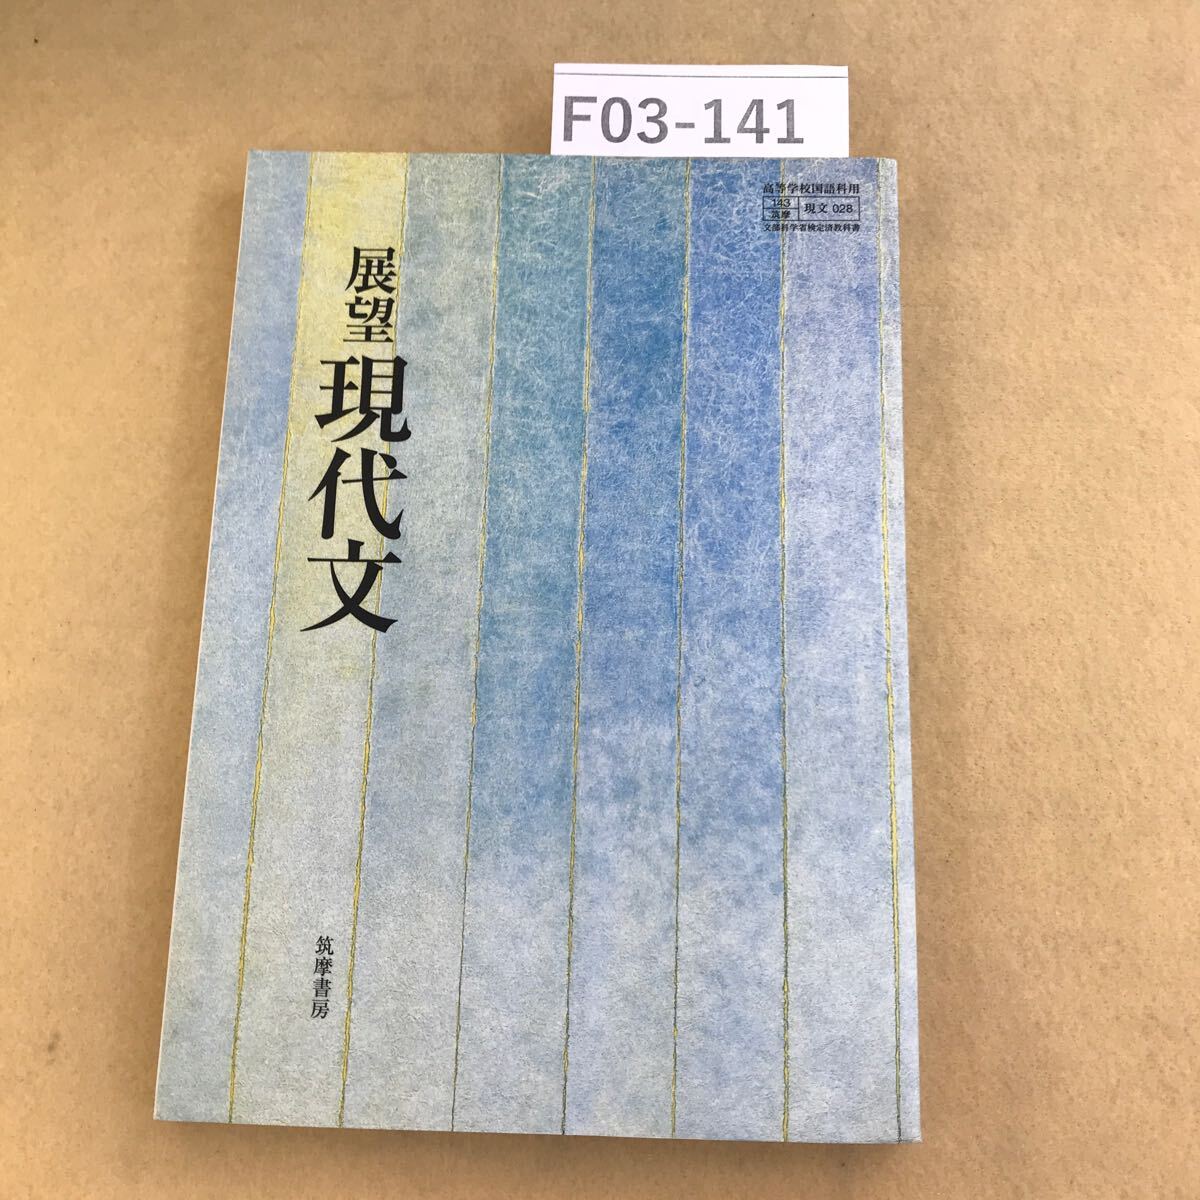 F03-141
高等学校国語科用
143
筑摩
現文 028
文部科学省検定済教科書
展望
現代文
筑摩書房